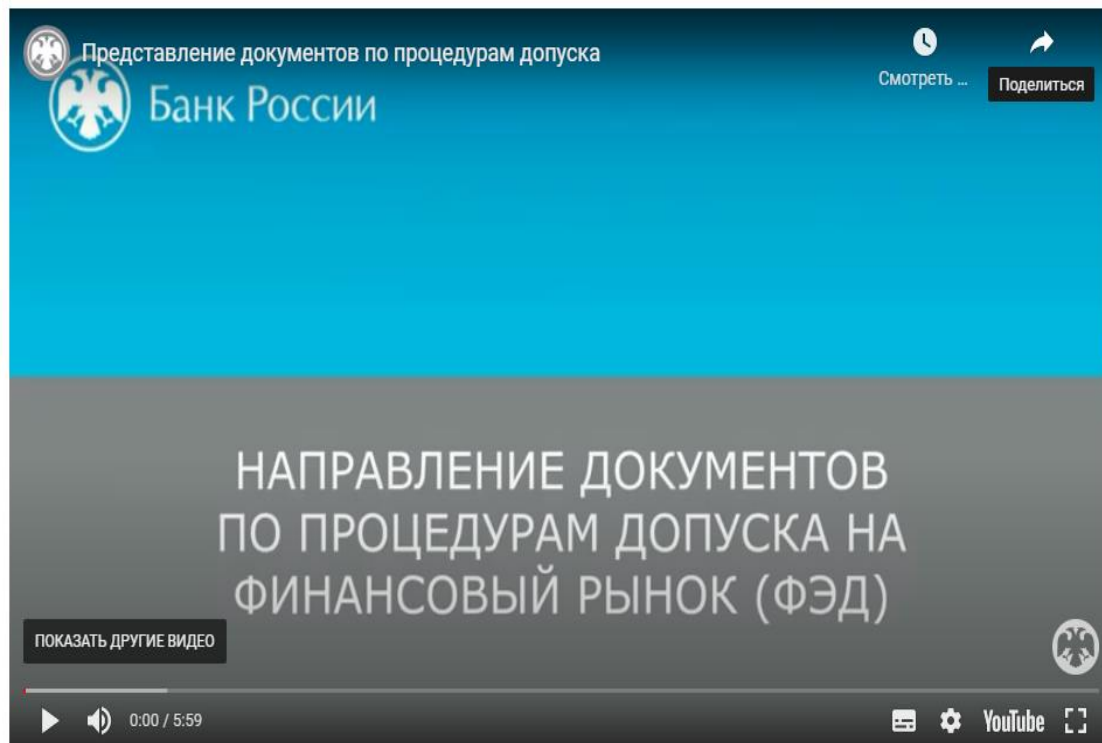 Представление документов по процедурам допуска
Смотреть ...
Поделиться
Банк России
НАПРАВЛЕНИЕ ДОКУМЕНТОВ
ПО ПРОЦЕДУРАМ ДОПУСКА НА
ФИНАНСОВЫЙ РЫНОК (ФЭД)
ПОКАЗАТЬ ДРУГИЕ ВИДЕО
0:00 / 5:59
YouTube